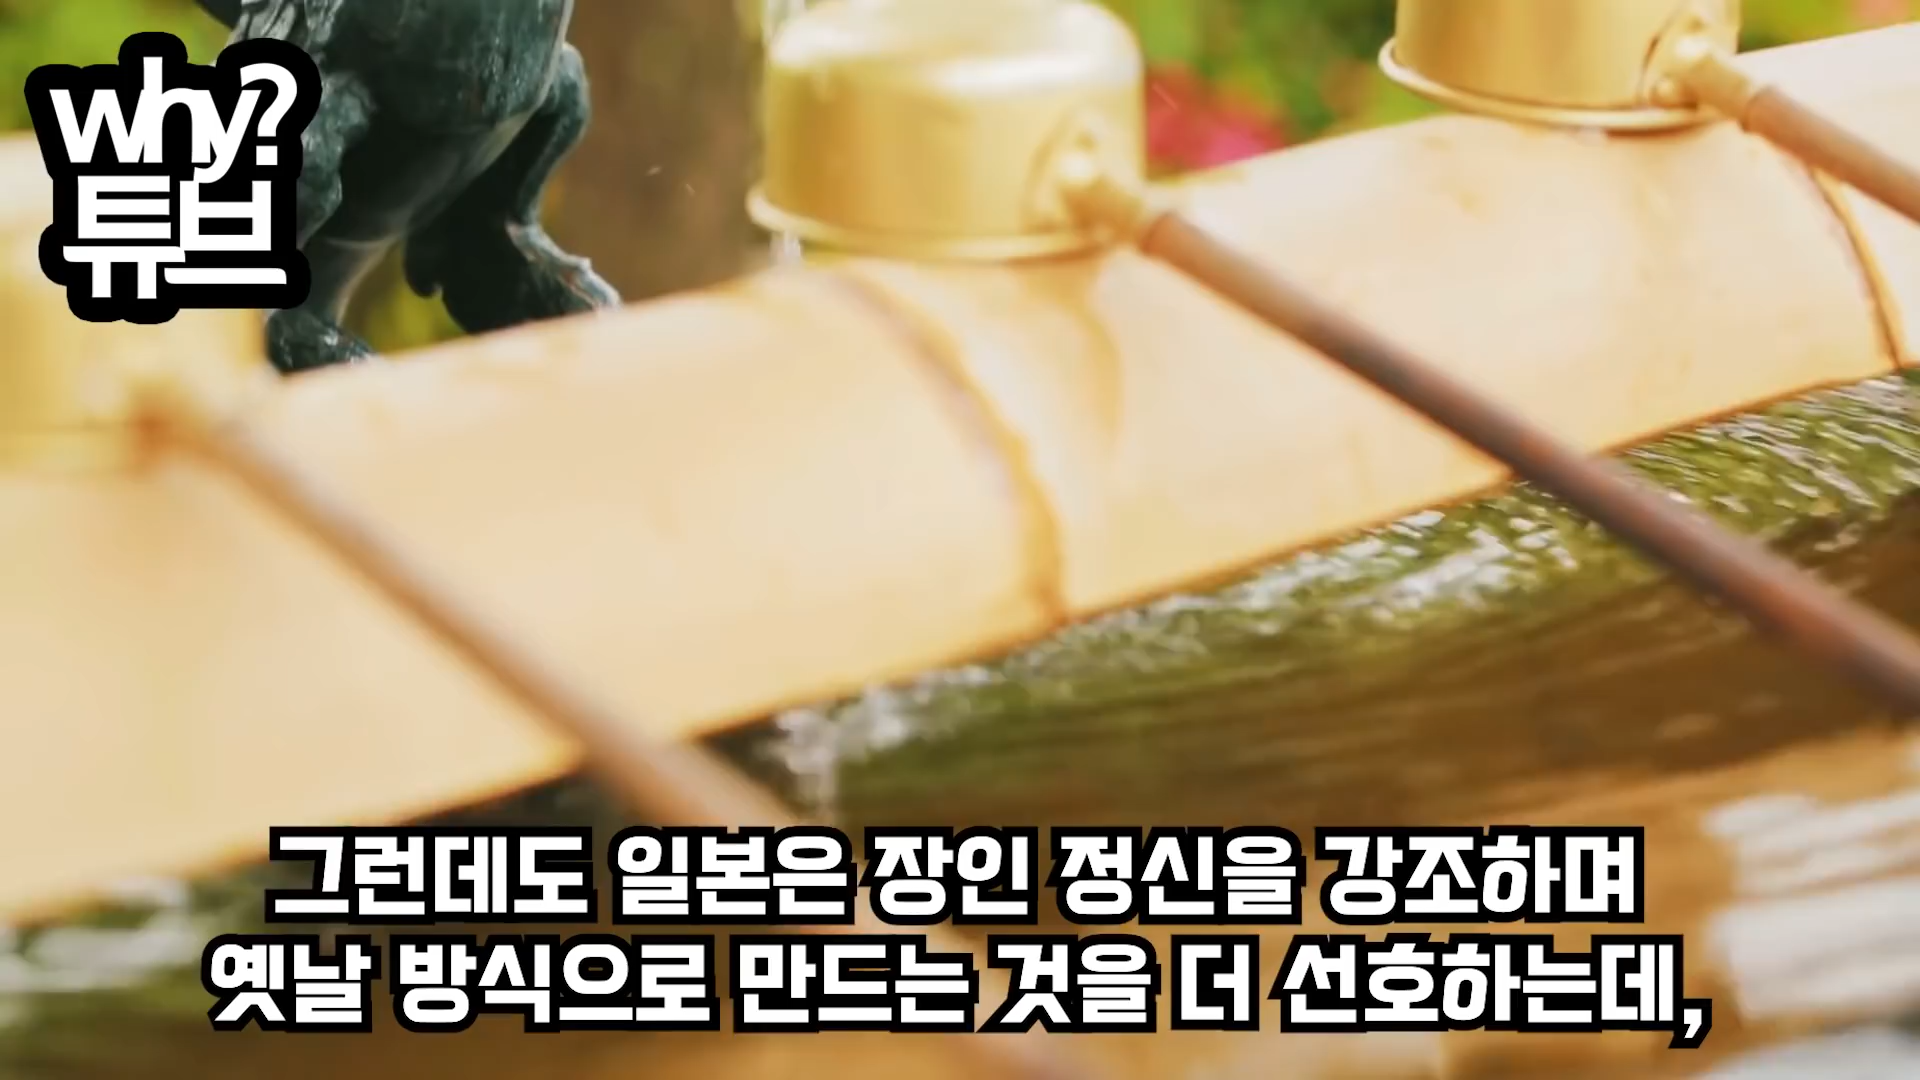 why?
튜브
그런데도 일본은 장인 정신을 강조하며
옛날 방식으로 만드는 것을 더 선호하는데,